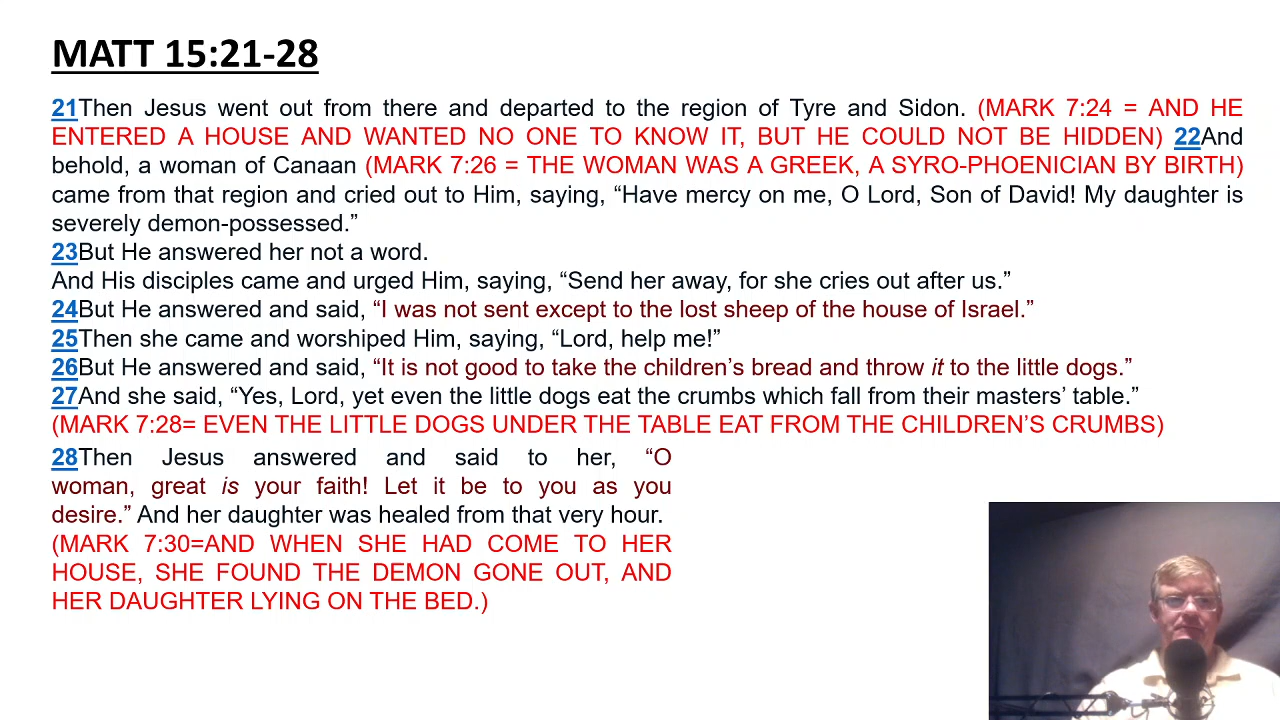 MATT 15:21-28
21Then Jesus went out from there and departed to the region of Tyre and Sidon. (MARK 7:24 = AND HE
ENTERED A HOUSE AND WANTED NO ONE TO KNOW IT, BUT HE COULD NOT BE HIDDEN) 22And
behold, a woman of Canaan (MARK 7:26 = THE WOMAN WAS A GREEK, A SYRO-PHOENICIAN BY BIRTH)
came from that region and cried out to Him, saying, “Have mercy on me, O Lord, Son of David! My daughter is
severely demon-possessed.”
23But He answered her not a word.
And His disciples came and urged Him, saying, “Send her away, for she cries out after us.”
24But He answered and said, “I was not sent except to the lost sheep of the house of Israel.”
25Then she came and worshiped Him, saying, “Lord, help me!”
26But He answered and said, “It is not good to take the children’s bread and throw it to the little dogs.”
27And she said, “Yes, Lord, yet even the little dogs eat the crumbs which fall from their masters’ table.”
(MARK 7:28= EVEN THE LITTLE DOGS UNDER THE TABLE EAT FROM THE CHILDREN’S CRUMBS)
28Then Jesus answered and said to her, “O
woman, great is your faith! Let it be to you as you
desire.” And her daughter was healed from that very hour.
(MARK 7:30=AND WHEN SHE HAD COME TO HER
HOUSE, SHE FOUND THE DEMON GONE OUT, AND
HER DAUGHTER LYING ON THE BED.)